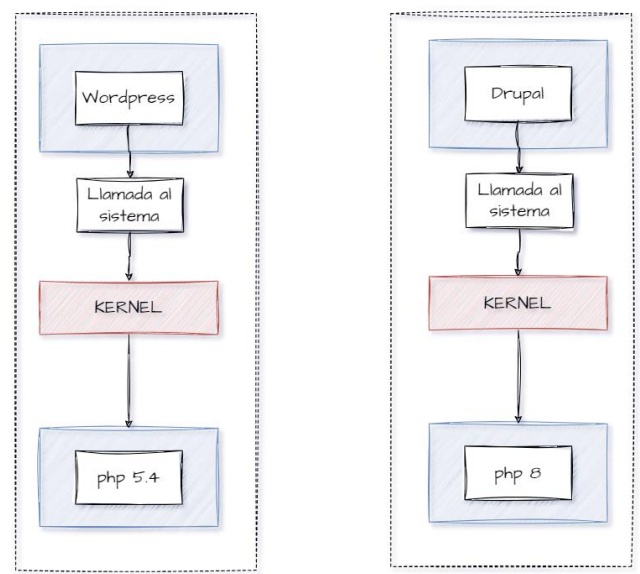 Wordpress
Llamada al
sistema
KERNEL
php 5.4
Drupal
Llamada al
sistema
KERNEL
php 8